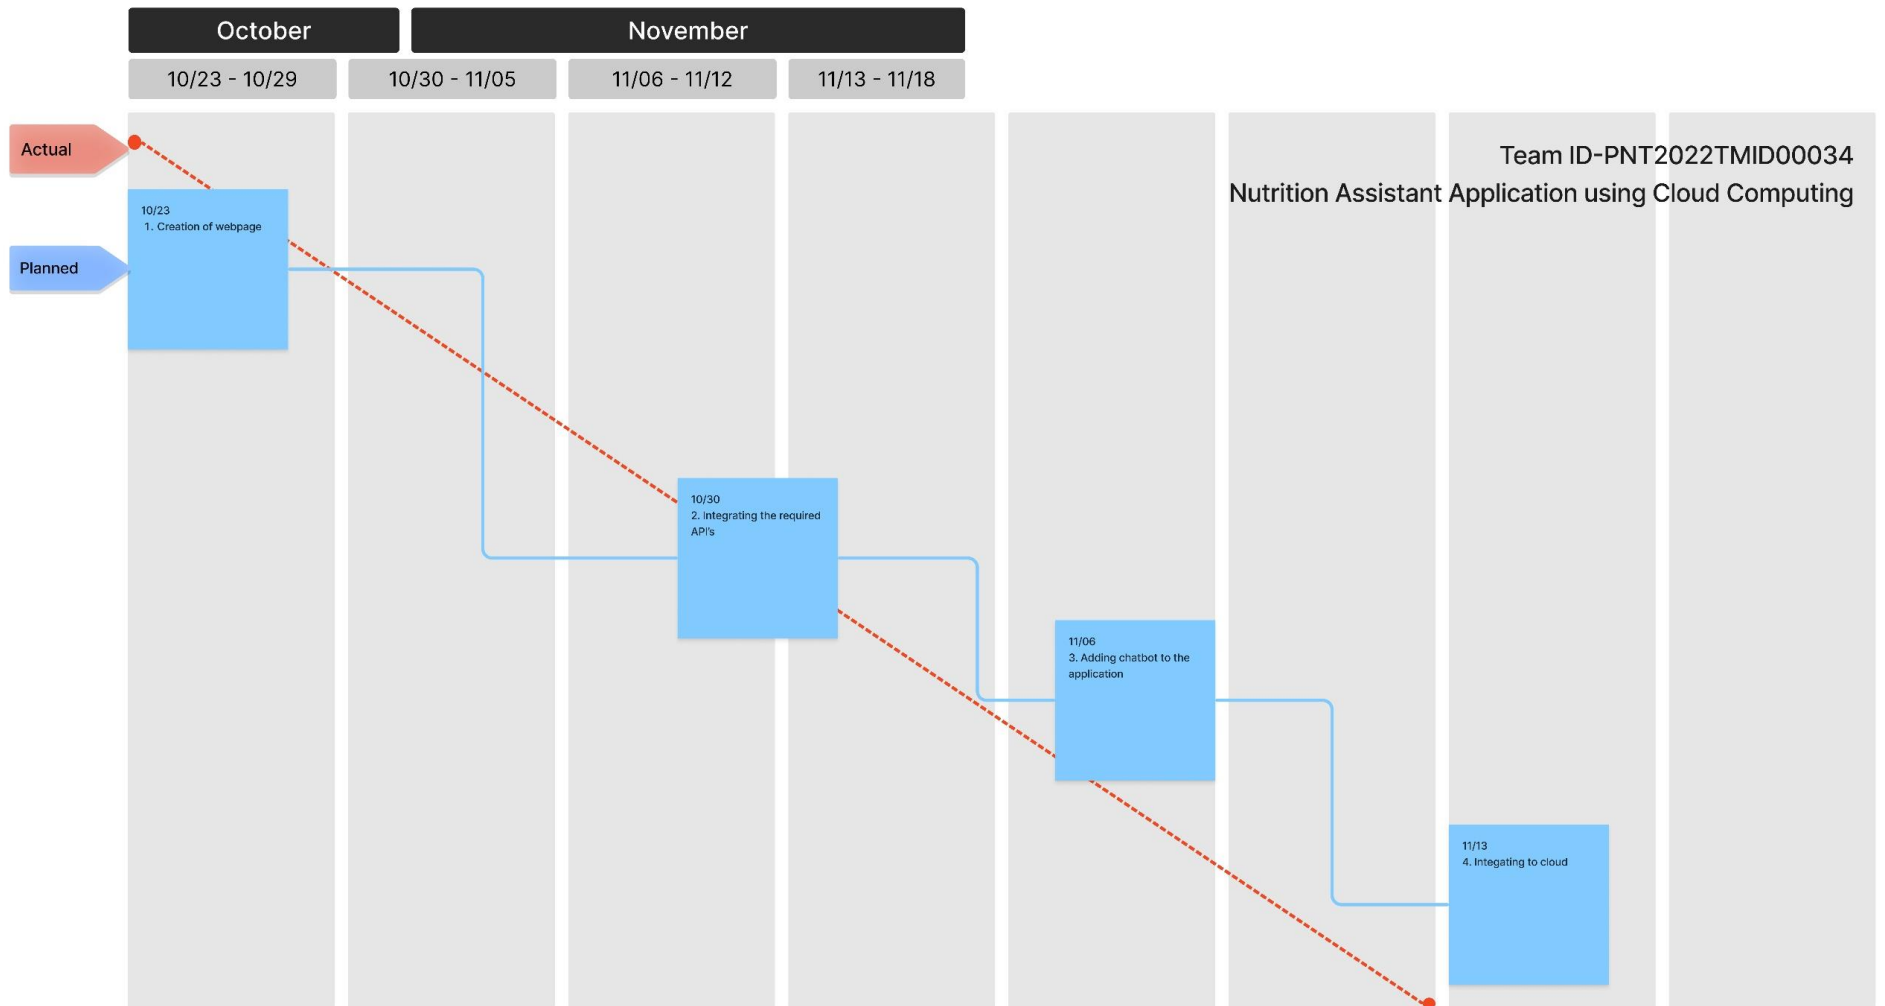 October
November
10/23 - 10/29
10/30 - 11/05
11/06 - 11/12
11/13 - 11/18
Actual
Team ID-PNT2022TMID00034
Nutrition Assistant Application using Cloud Computing
10/23
1. Creation of webpage
Planned
10/30
2. Integrating the required
API's
11/06
3. Adding chatbot to the
application
11/13
4. Integating to cloud